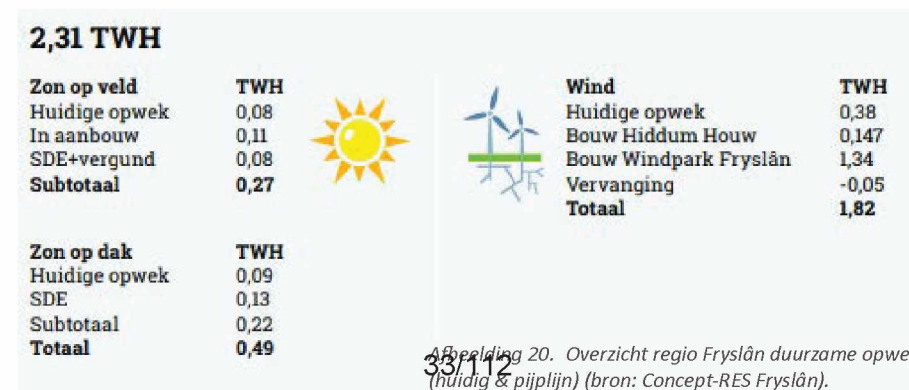 2,31 TWH
Zon op veld TWH
Huidige opwek 0,08
In aanbouw 0,11
SDE+vergund 0,08
Subtotaal 0,27
Zon op dak TWH
Huidige opwek 0,09
SDE 0,13
Subtotaal 0,22
Totaal 0,49
Wind TWH
Huidige opwek 0,38
Bouw Hiddum Houw 0,147
Bouw Windpark Fryslân 1,34
Vervanging -0,05
Totaal 1,82
Afbeelding 20. Overzicht regio Fryslân duurzame opwe
(huidig & pijplijn) (bron: Concept-RES Fryslân).
33/112